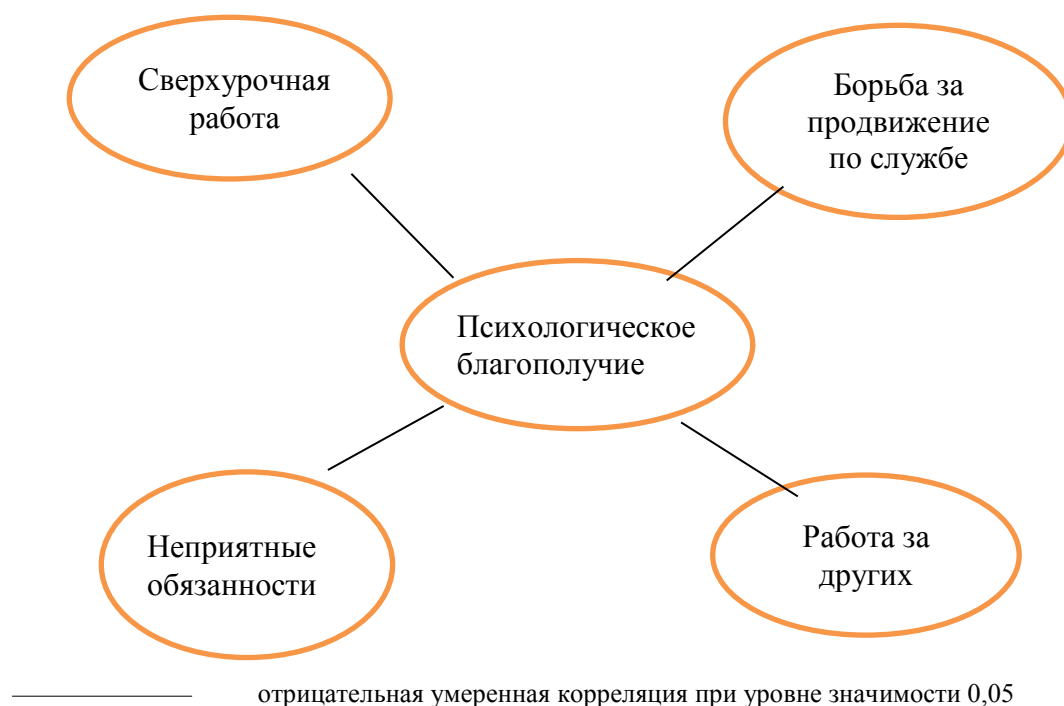 Сверхурочная
работа
Борьба за
продвижение
по службе
Психологическое
благополучие
Неприятные
обязанности
Работа за
других
отрицательная умеренная корреляция при уровне значимости 0,05